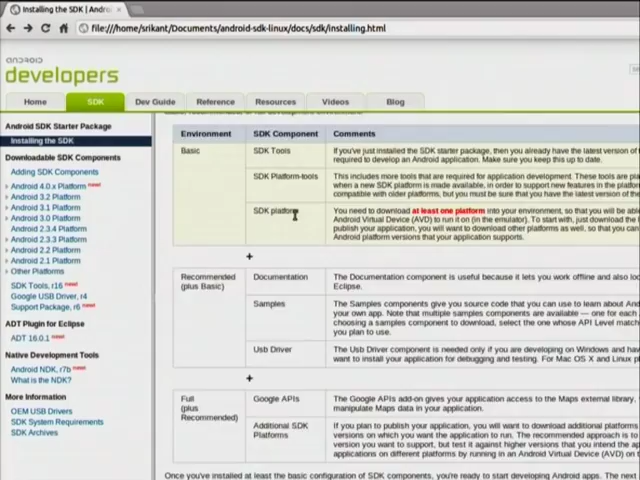 Installing the SDK | Andro
file:///home/srikant/Documents/android-sdk-linux/docs/sdk/installing.html
android
developers
Home SDK Dev Guide Reference Resources Videos Blog
Android SDK Starter Package
Installing the SDK
Downloadable SDK Components
Adding SDK Components
Android 4.0.x Platform new!
Android 3.2 Platform
Android 3.1 Platform
Android 3.0 Platform
Android 2.3.4 Platform
Android 2.3.3 Platform
Android 2.2 Platform
Android 2.1 Platform
Other Platforms
SDK Tools, r16 new!
Google USB Driver, r4
Support Package, r6 new!
ADT Plugin for Eclipse
ADT 16.0.1 new!
Native Development Tools
Android NDK, r7b new!
What is the NDK?
More Information
OEM USB Drivers
SDK System Requirements
SDK Archives
Environment SDK Component Comments
Basic SDK Tools If you've just installed the SDK starter package, then you already have the latest version of
required to develop an Android application. Make sure you keep this up to date.
SDK Platform-tools This includes more tools that are required for application development. These tools are pla
when a new SDK platform is made available, in order to support new features in the platfor
compatible with older platforms, but you must be sure that you have the latest version of the
SDK platforms You need to download at least one platform into your environment, so that you will be abl
Android Virtual Device (AVD) to run it on (in the emulator). To start with, just download the l
publish your application, you will want to download other platforms as well, so that you can
Android platform versions that your application supports.
+
Recommended
(plus Basic)
Documentation The Documentation component is useful because it lets you work offline and also loo
Eclipse.
Samples The Samples components give you source code that you can use to learn about And
your own app. Note that multiple samples components are available — one for each
choosing a samples component to download, select the one whose API Level match
you plan to use.
Usb Driver The Usb Driver component is needed only if you are developing on Windows and hav
want to install your application for debugging and testing. For Mac OS X and Linux p
+
Full
(plus
Recommended)
Google APIs The Google APIs add-on gives your application access to the Maps external library,
manipulate Maps data in your application.
Additional SDK
Platforms
If you plan to publish your application, you will want to download additional platforms
versions on which you want the application to run. The recommended approach is to
version you want to support, but test it against higher versions that you intend the ap
applications on different platforms by running in an Android Virtual Device (AVD) on t
Once you've installed at least the basic configuration of SDK components, you're ready to start developing Android apps. The next